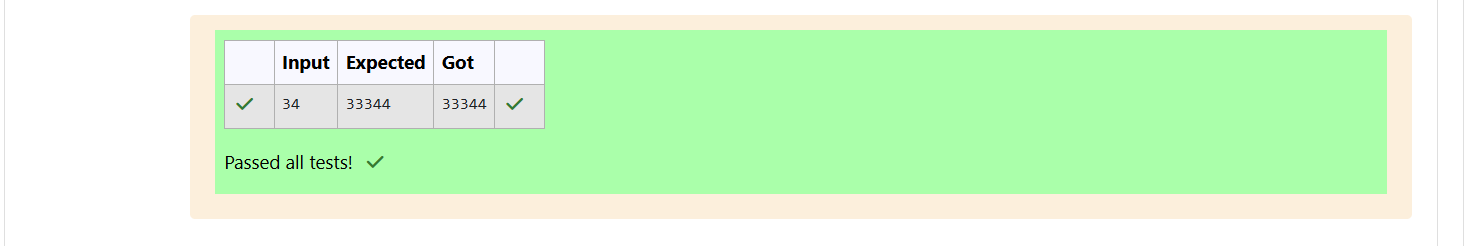 Input Expected Got
34 33344 33344
Passed all tests!